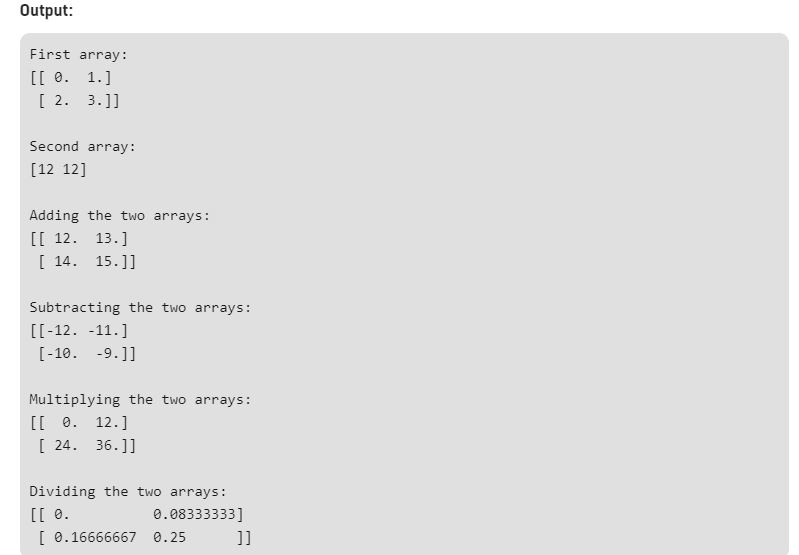 Output:
First array:
[[ 0.  1.]
 [ 2.  3.]]
Second array:
[12 12]
Adding the two arrays:
[[ 12.  13.]
 [ 14.  15.]]
Subtracting the two arrays:
[[-12. -11.]
 [-10.  -9.]]
Multiplying the two arrays:
[[  0.  12.]
 [ 24.  36.]]
Dividing the two arrays:
[[ 0.          0.08333333]
 [ 0.16666667  0.25      ]]